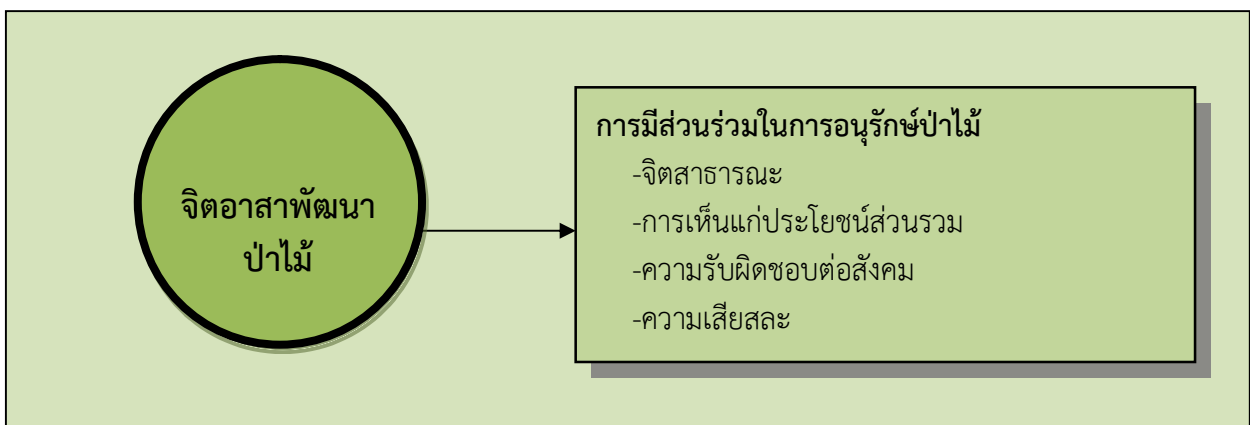 จิตอาสาพัฒนา
ป่าไม้
การมีส่วนร่วมในการอนุรักษ์ป่าไม้
-จิตสาธารณะ
-การเห็นแก่ประโยชน์ส่วนรวม
-ความรับผิดชอบต่อสังคม
-ความเสียสละ